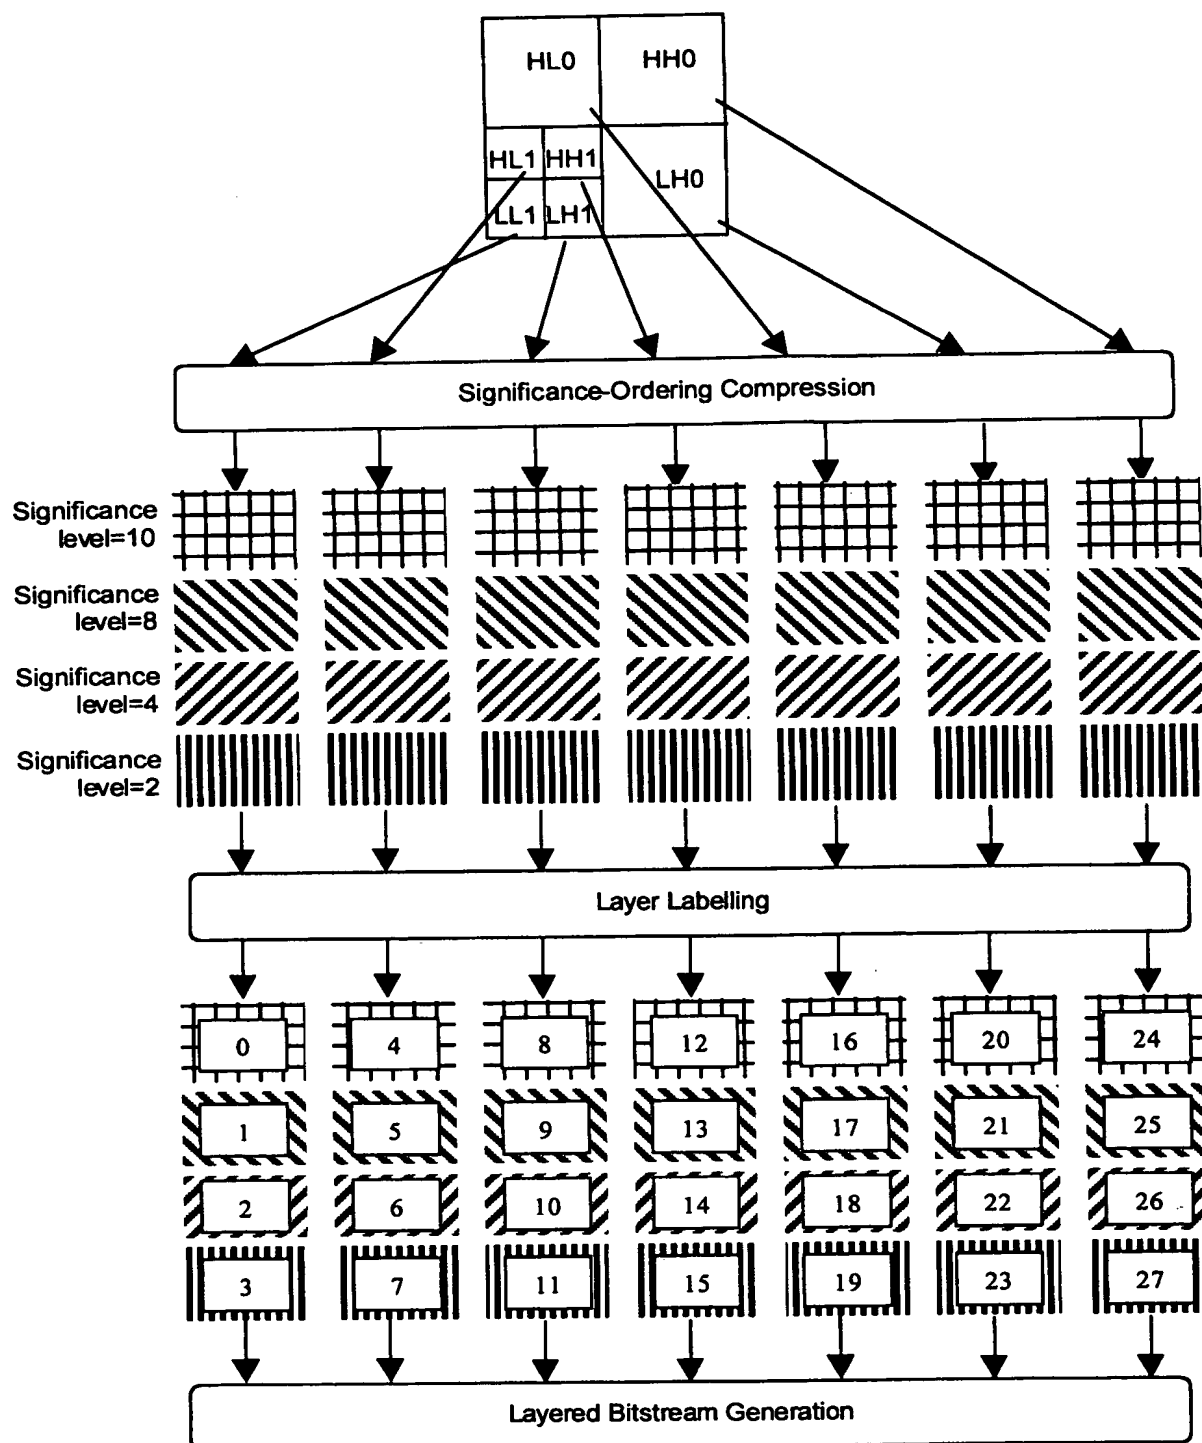 HL0 HH0
HL1 HH1
LH0
LL1 LH1
Significance-Ordering Compression
Significance
level=10
Significance
level=8
Significance
level=4
Significance
level=2
Layer Labelling
0 4 8 12 16 20 24
1 5 9 13 17 21 25
2 6 10 14 18 22 26
3 7 11 15 19 23 27
Layered Bitstream Generation